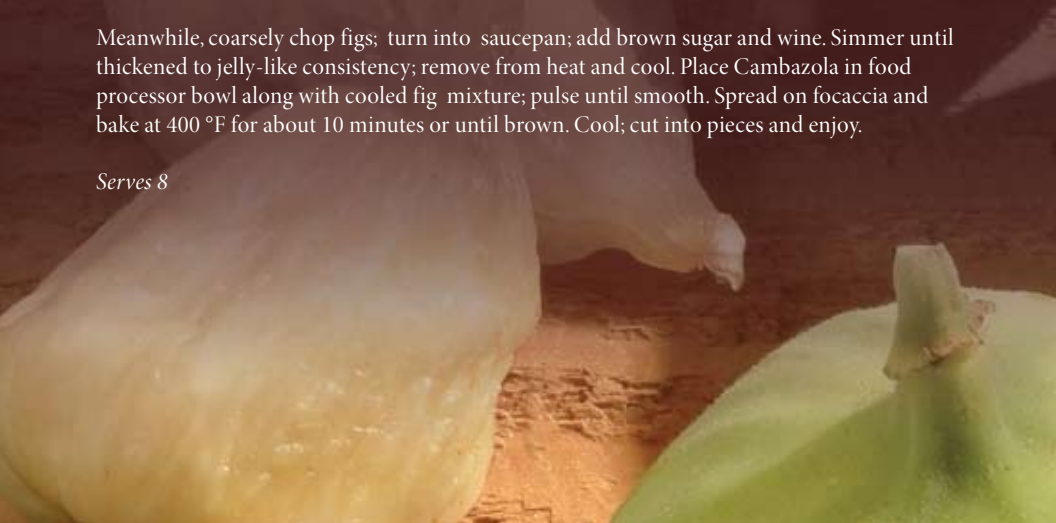 Meanwhile, coarsely chop figs; turn into saucepan; add brown sugar and wine. Simmer until
thickened to jelly-like consistency; remove from heat and cool. Place Cambazola in food
processor bowl along with cooled fig mixture; pulse until smooth. Spread on focaccia and
bake at 400 °F for about 10 minutes or until brown. Cool; cut into pieces and enjoy.
Serves 8